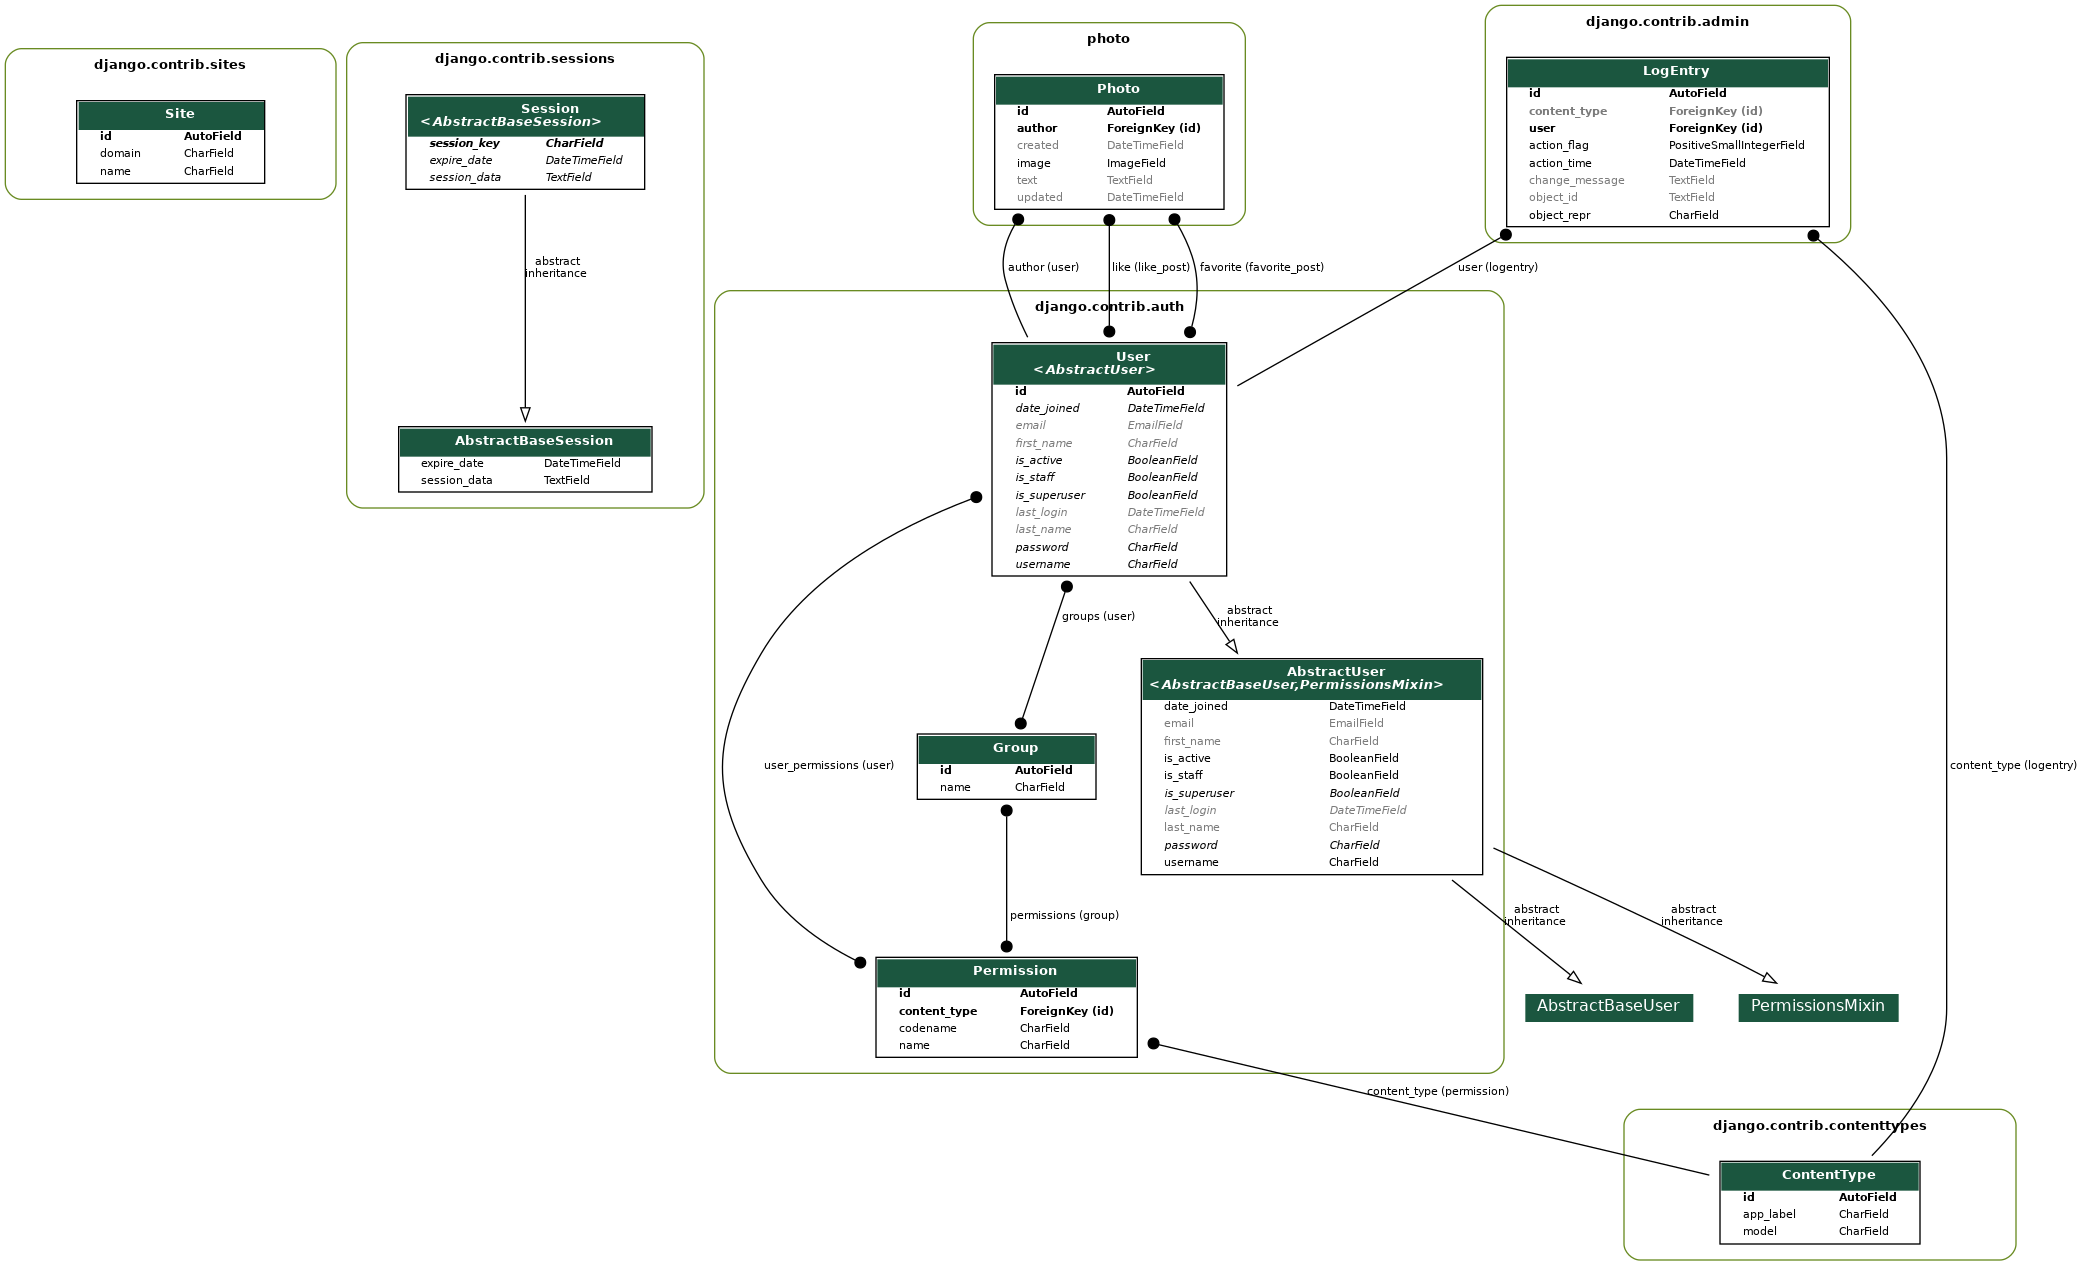 django.contrib.sites
Site
id AutoField
domain CharField
name CharField
django.contrib.sessions
Session
<AbstractBaseSession>
session_key CharField
expire_date DateTimeField
session_data TextField
abstract
inheritance
AbstractBaseSession
expire_date DateTimeField
session_data TextField
photo
Photo
id AutoField
author ForeignKey (id)
created DateTimeField
image ImageField
text TextField
updated DateTimeField
django.contrib.admin
LogEntry
id AutoField
content_type ForeignKey (id)
user ForeignKey (id)
action_flag PositiveSmallIntegerField
action_time DateTimeField
change_message TextField
object_id TextField
object_repr CharField
author (user)
like (like_post)
favorite (favorite_post)
user (logentry)
django.contrib.auth
User
<AbstractUser>
id AutoField
date_joined DateTimeField
email EmailField
first_name CharField
is_active BooleanField
is_staff BooleanField
is_superuser BooleanField
last_login DateTimeField
last_name CharField
password CharField
username CharField
groups (user)
abstract
inheritance
AbstractUser
<AbstractBaseUser,PermissionsMixin>
date_joined DateTimeField
email EmailField
first_name CharField
is_active BooleanField
is_staff BooleanField
is_superuser BooleanField
last_login DateTimeField
last_name CharField
password CharField
username CharField
user_permissions (user)
Group
id AutoField
name CharField
content_type (logentry)
permissions (group)
abstract
inheritance
abstract
inheritance
Permission
id AutoField
content_type ForeignKey (id)
codename CharField
name CharField
AbstractBaseUser
PermissionsMixin
content_type (permission)
django.contrib.contenttypes
ContentType
id AutoField
app_label CharField
model CharField